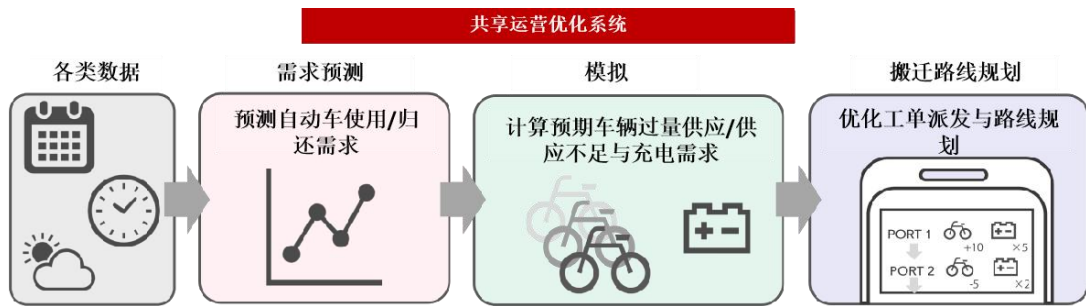 共享运营优化系统
各类数据
需求预测
模拟
搬迁路线规划
预测自动车使用/归
还需求
计算预期车辆过量供应/供
应不足与充电需求
优化工单派发与路线规
划
PORT 1
+10
×5
PORT 2
-5
×2